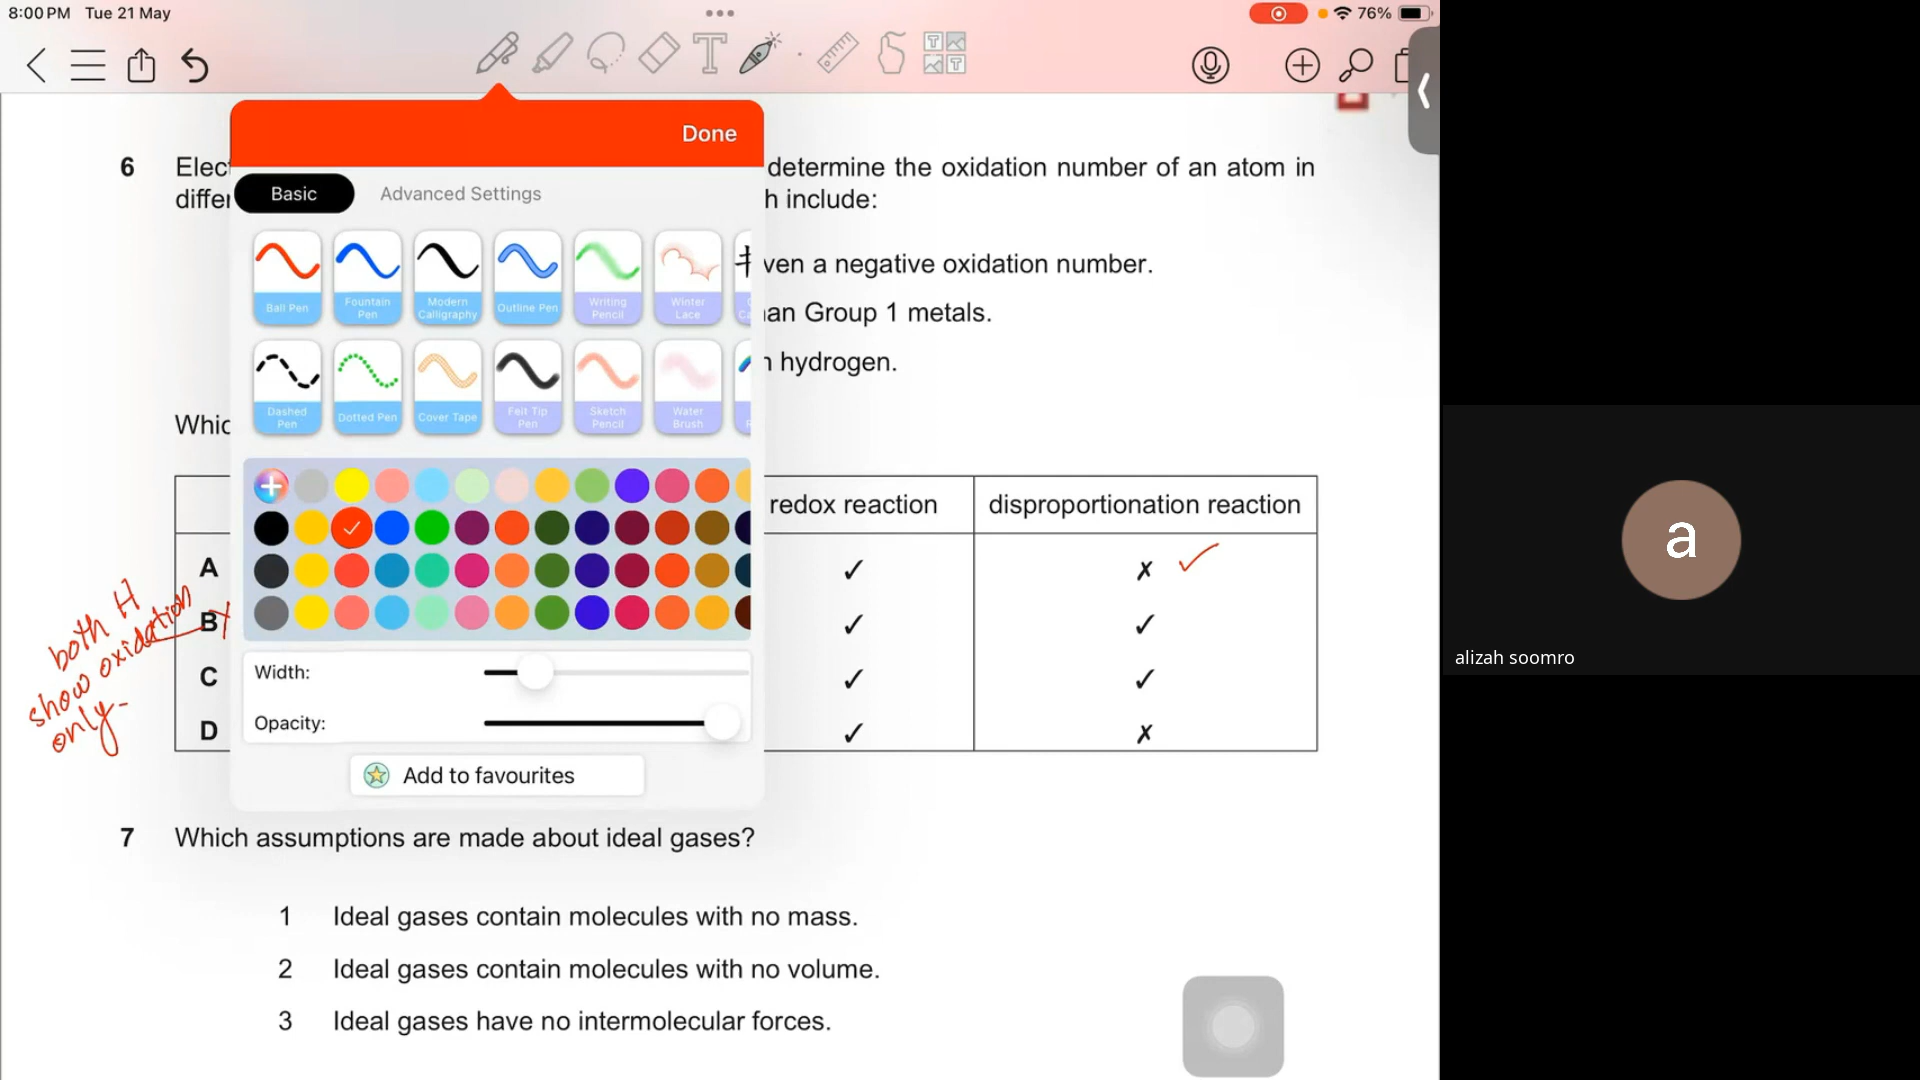 8:00 PM Tue 21 May
76%
Done
6 Elec determine the oxidation number of an atom in
differ h include:
Basic Advanced Settings
ven a negative oxidation number.
an Group 1 metals.
hydrogen.
Ball Pen
Fountain Pen
Modern Calligraphy
Outline Pen
Writing Pencil
Winter Lace
Dashed Pen
Dotted Pen
Cover Tape
Felt Tip Pen
Sketch Pencil
Water Brush
Whic
redox reaction disproportionation reaction
A ✓ ✗
B ✓ ✓
C ✓ ✓
D ✓ ✗
both H
show oxidation
only-
Width:
Opacity:
Add to favourites
7 Which assumptions are made about ideal gases?
1 Ideal gases contain molecules with no mass.
2 Ideal gases contain molecules with no volume.
3 Ideal gases have no intermolecular forces.
a
alizah soomro